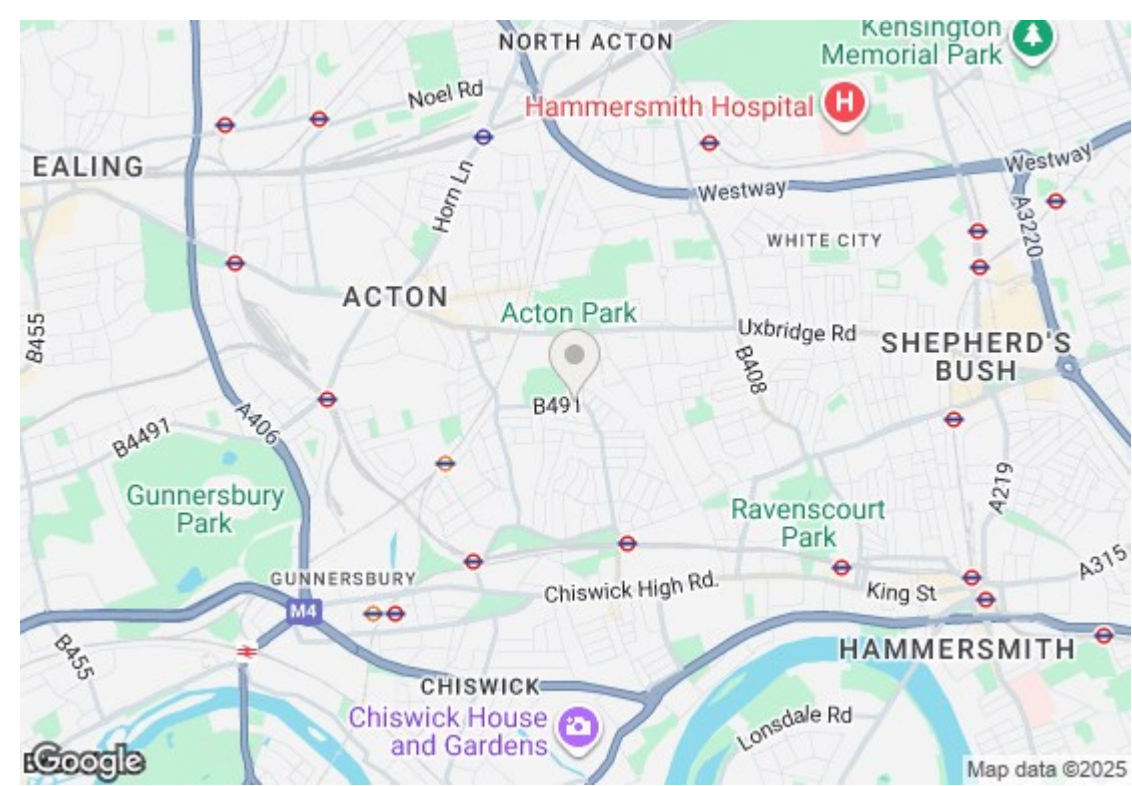 NORTH ACTON
Kensington
Memorial Park
Noel Rd
Hammersmith Hospital
H
EALING
Westway
Westway
Horn Ln
A3220
WHITE CITY
ACTON
Acton Park
B455
Uxbridge Rd
SHEPHERD'S
BUSH
B408
B491
A406
B4491
Gunnersbury
Park
A219
Ravenscourt
Park
A315
GUNNERSBURY
Chiswick High Rd.
King St
M4
B455
HAMMERSMITH
CHISWICK
Chiswick House
and Gardens
Lonsdale Rd
Google
Map data ©2025